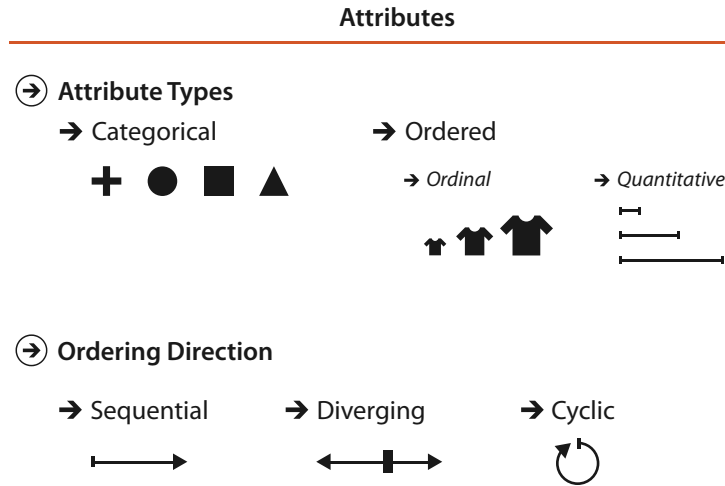 Attributes
Attribute Types
Categorical
Ordered
Ordinal
Quantitative
Ordering Direction
Sequential
Diverging
Cyclic